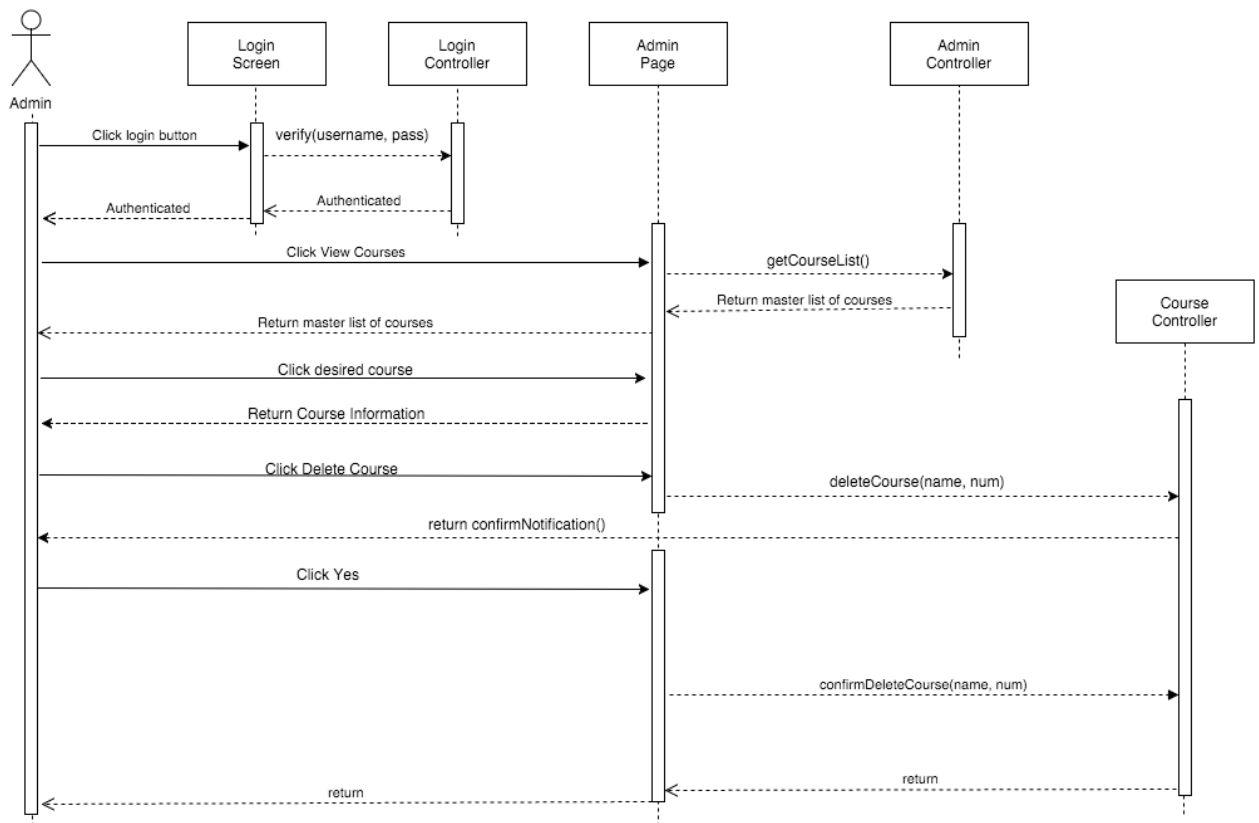 Login
Screen
Login
Controller
Admin
Page
Admin
Controller
Admin
Click login button
verify(username, pass)
Authenticated
Authenticated
Click View Courses
getCourseList()
Return master list of courses
Course
Controller
Return master list of courses
Click desired course
Return Course Information
Click Delete Course
deleteCourse(name, num)
return confirmNotification()
Click Yes
confirmDeleteCourse(name, num)
return
return